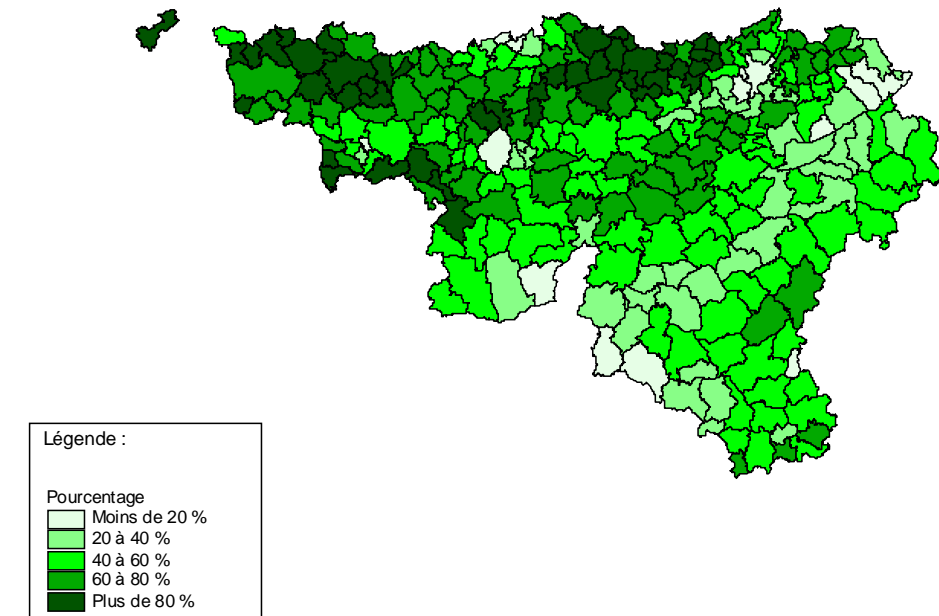 Légende :
Pourcentage
Moins de 20 %
20 à 40 %
40 à 60 %
60 à 80 %
Plus de 80 %